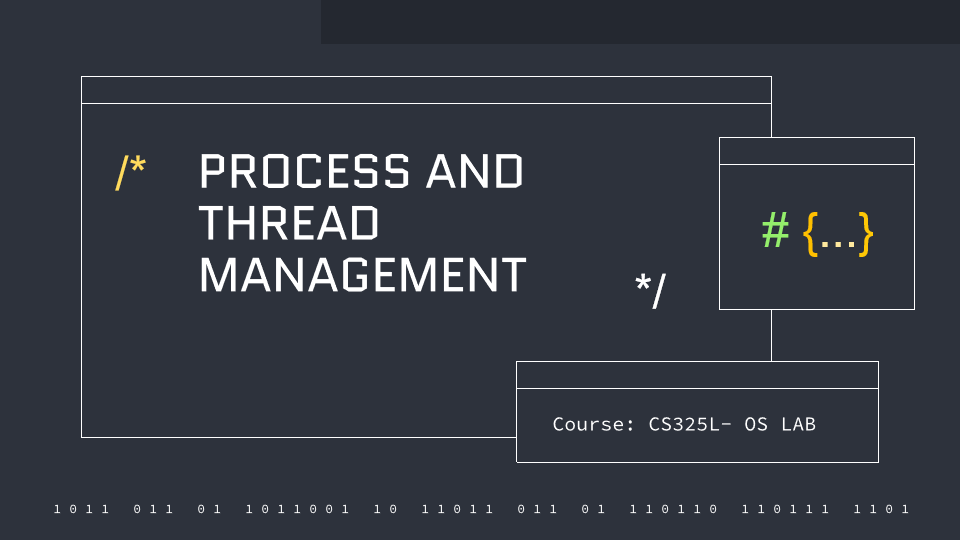 /* PROCESS AND
THREAD
MANAGEMENT
*/
# {...}
Course: CS325L- OS LAB
1011 011 01 1011001 10 11011 011 01 110110 110111 1101